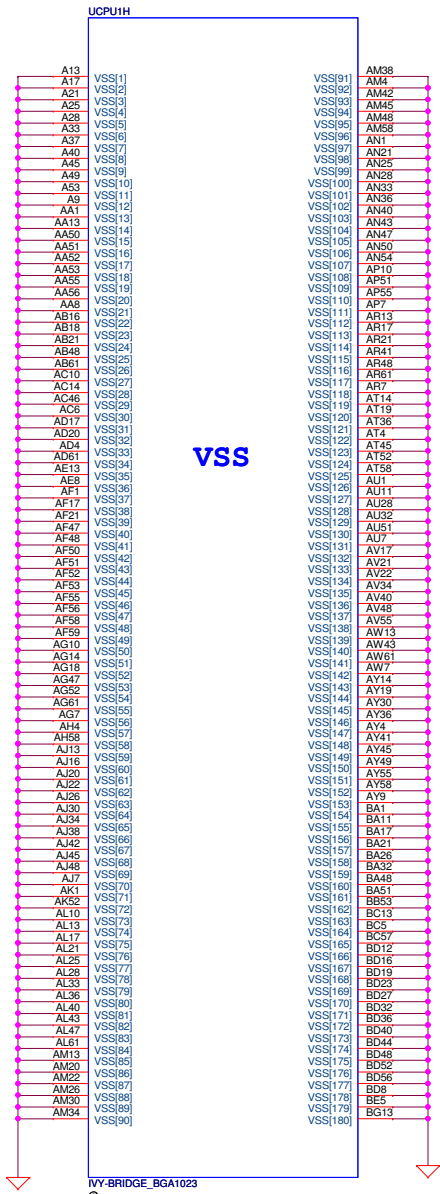 UCPU1H
A13 VSS[1] VSS[91] AM38
A17 VSS[2] VSS[92] AM4
A21 VSS[3] VSS[93] AM42
A25 VSS[4] VSS[94] AM45
A28 VSS[5] VSS[95] AM48
A33 VSS[6] VSS[96] AM58
A37 VSS[7] VSS[97] AN1
A40 VSS[8] VSS[98] AN21
A45 VSS[9] VSS[99] AN25
A49 VSS[10] VSS[100] AN28
A53 VSS[11] VSS[101] AN33
A9 VSS[12] VSS[102] AN36
AA1 VSS[13] VSS[103] AN40
AA13 VSS[14] VSS[104] AN43
AA50 VSS[15] VSS[105] AN47
AA51 VSS[16] VSS[106] AN50
AA52 VSS[17] VSS[107] AN54
AA53 VSS[18] VSS[108] AP10
AA55 VSS[19] VSS[109] AP51
AA56 VSS[20] VSS[110] AP55
AA8 VSS[21] VSS[111] AP7
AB16 VSS[22] VSS[112] AR13
AB18 VSS[23] VSS[113] AR17
AB21 VSS[24] VSS[114] AR21
AB48 VSS[25] VSS[115] AR41
AB61 VSS[26] VSS[116] AR48
AC10 VSS[27] VSS[117] AR61
AC14 VSS[28] VSS[118] AR7
AC46 VSS[29] VSS[119] AT14
AC6 VSS[30] VSS[120] AT19
AD17 VSS[31] VSS[121] AT36
AD20 VSS[32] VSS[122] AT4
AD4 VSS[33] VSS[123] AT45
VSS
AD61 VSS[34] VSS[124] AT52
AE13 VSS[35] VSS[125] AT58
AE8 VSS[36] VSS[126] AU1
AF1 VSS[37] VSS[127] AU11
AF17 VSS[38] VSS[128] AU28
AF21 VSS[39] VSS[129] AU32
AF47 VSS[40] VSS[130] AU51
AF48 VSS[41] VSS[131] AU7
AF50 VSS[42] VSS[132] AV17
AF51 VSS[43] VSS[133] AV21
AF52 VSS[44] VSS[134] AV22
AF53 VSS[45] VSS[135] AV34
AF55 VSS[46] VSS[136] AV40
AF56 VSS[47] VSS[137] AV48
AF58 VSS[48] VSS[138] AV55
AF59 VSS[49] VSS[139] AW13
AG10 VSS[50] VSS[140] AW43
AG14 VSS[51] VSS[141] AW61
AG18 VSS[52] VSS[142] AW7
AG47 VSS[53] VSS[143] AY14
AG52 VSS[54] VSS[144] AY19
AG61 VSS[55] VSS[145] AY30
AG7 VSS[56] VSS[146] AY36
AH4 VSS[57] VSS[147] AY4
AH58 VSS[58] VSS[148] AY41
AJ13 VSS[59] VSS[149] AY45
AJ16 VSS[60] VSS[150] AY49
AJ20 VSS[61] VSS[151] AY55
AJ22 VSS[62] VSS[152] AY58
AJ26 VSS[63] VSS[153] AY9
AJ30 VSS[64] VSS[154] BA1
AJ34 VSS[65] VSS[155] BA11
AJ38 VSS[66] VSS[156] BA17
AJ42 VSS[67] VSS[157] BA21
AJ45 VSS[68] VSS[158] BA26
AJ48 VSS[69] VSS[159] BA32
AJ7 VSS[70] VSS[160] BA48
AK1 VSS[71] VSS[161] BA51
AK52 VSS[72] VSS[162] BB53
AL10 VSS[73] VSS[163] BC13
AL13 VSS[74] VSS[164] BC5
AL17 VSS[75] VSS[165] BC57
AL21 VSS[76] VSS[166] BD12
AL25 VSS[77] VSS[167] BD16
AL28 VSS[78] VSS[168] BD19
AL33 VSS[79] VSS[169] BD23
AL36 VSS[80] VSS[170] BD27
AL40 VSS[81] VSS[171] BD32
AL43 VSS[82] VSS[172] BD36
AL47 VSS[83] VSS[173] BD40
AL61 VSS[84] VSS[174] BD44
AM13 VSS[85] VSS[175] BD48
AM20 VSS[86] VSS[176] BD52
AM22 VSS[87] VSS[177] BD56
AM26 VSS[88] VSS[178] BD8
AM30 VSS[89] VSS[179] BE5
AM34 VSS[90] VSS[180] BG13
IVY-BRIDGE_BGA1023